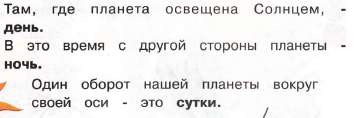 Там, где планета освещена Солнцем, -
день.
В это время с другой стороны планеты -
ночь.
Один оборот нашей планеты вокруг
своей оси - это сутки.